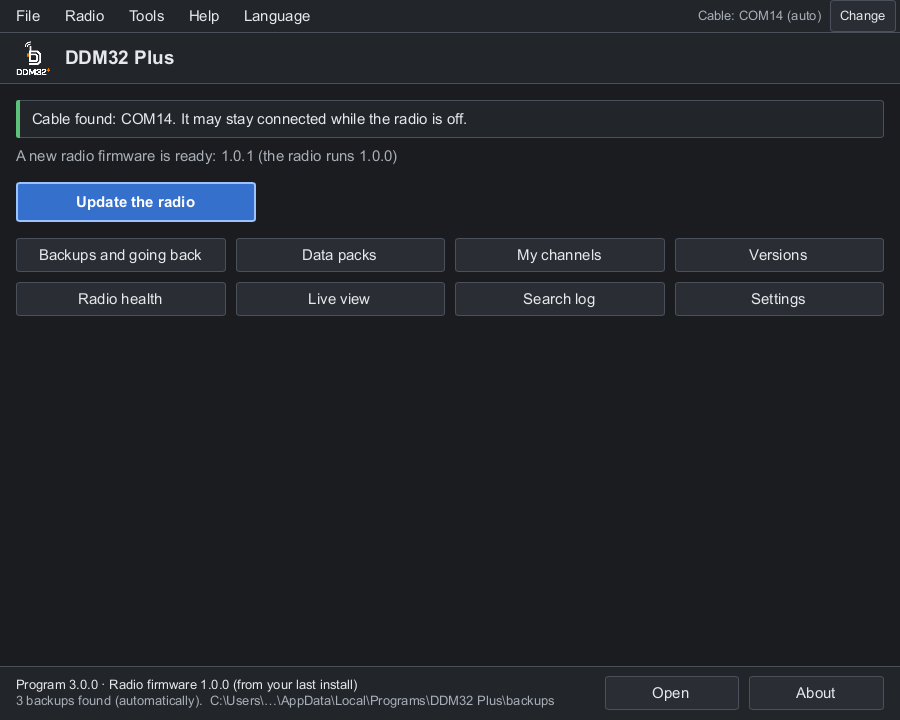 File Radio Tools Help Language Cable: COM14 (auto) Change
DDM32+ DDM32 Plus
Cable found: COM14. It may stay connected while the radio is off.
A new radio firmware is ready: 1.0.1 (the radio runs 1.0.0)
Update the radio
Backups and going back Data packs My channels Versions
Radio health Live view Search log Settings
Program 3.0.0 · Radio firmware 1.0.0 (from your last install)
3 backups found (automatically). C:\Users\…\AppData\Local\Programs\DDM32 Plus\backups
Open About